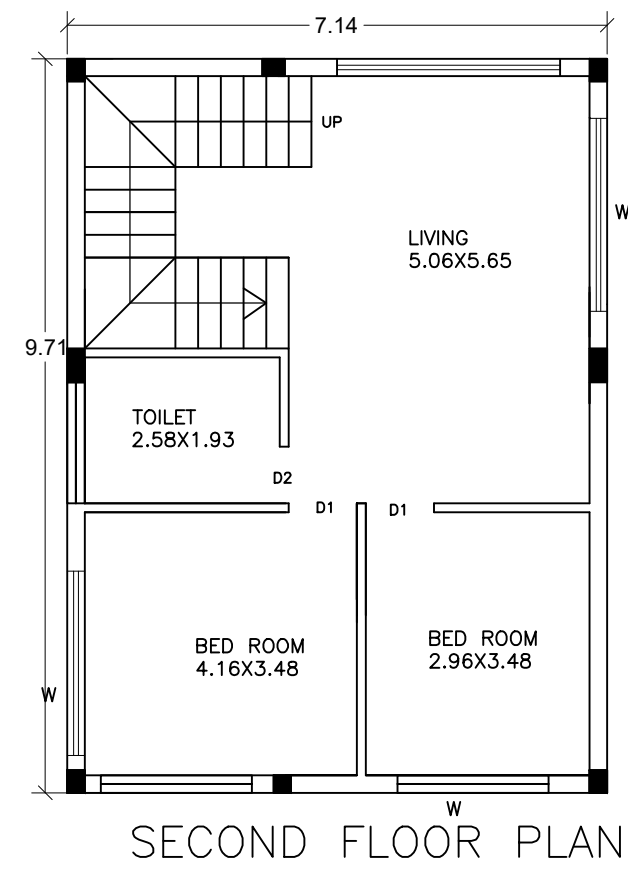 7.14
UP
W
LIVING
5.06X5.65
9.71
TOILET
2.58X1.93
D2
D1
D1
BED ROOM
4.16X3.48
BED ROOM
2.96X3.48
W
W
SECOND FLOOR PLAN